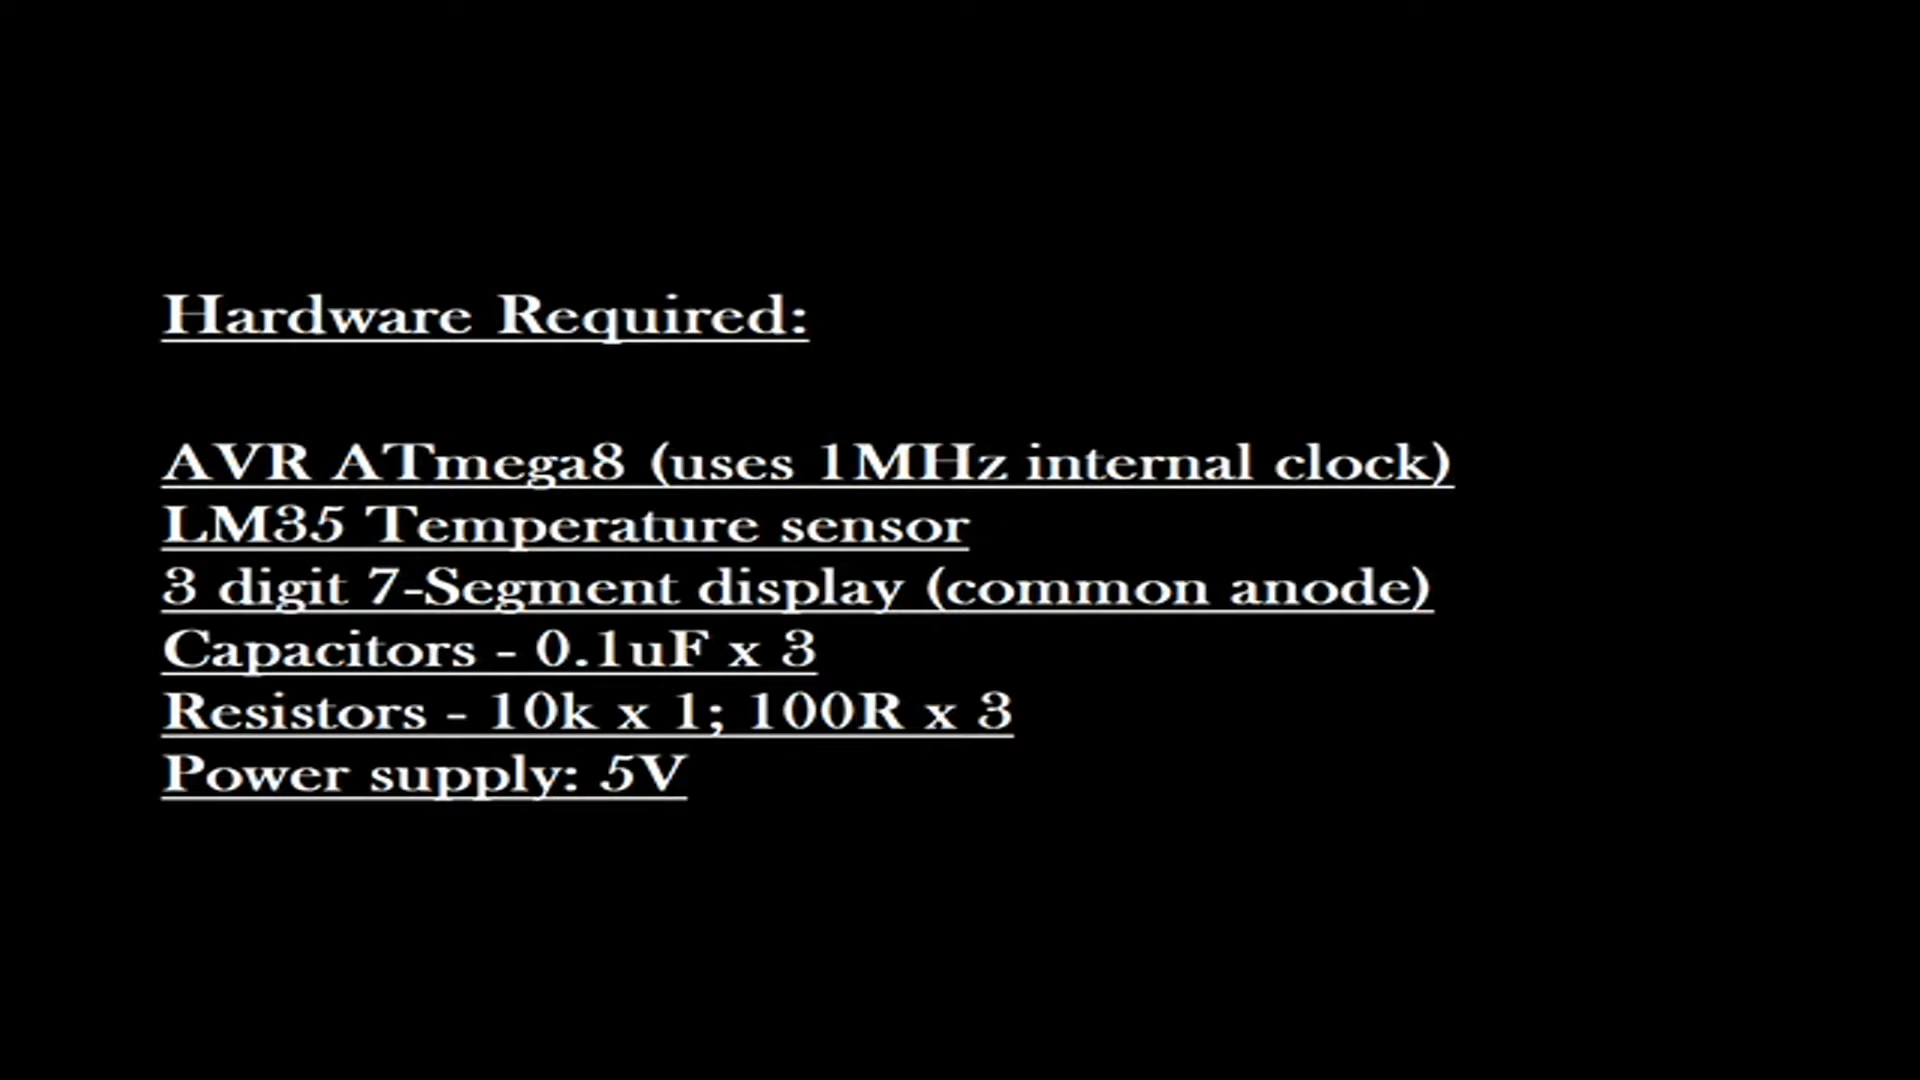 Hardware Required:
AVR ATmega8 (uses 1MHz internal clock)
LM35 Temperature sensor
3 digit 7-Segment display (common anode)
Capacitors - 0.1uF x 3
Resistors - 10k x 1; 100R x 3
Power supply: 5V